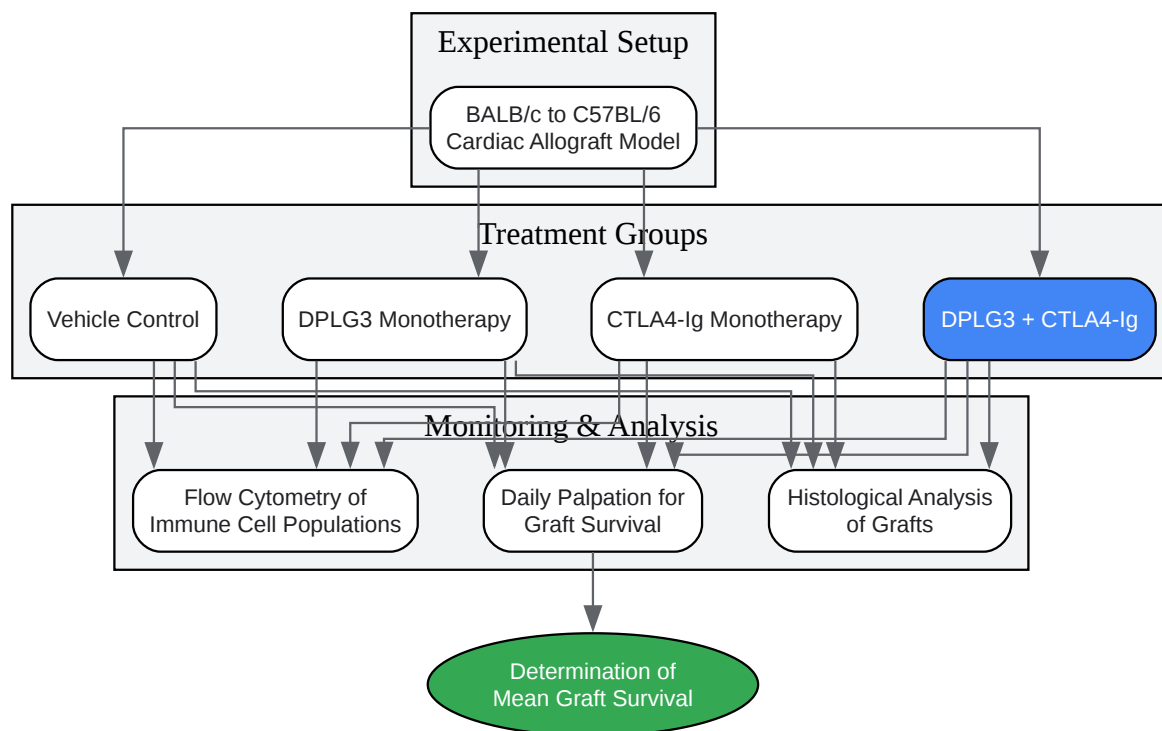 Experimental Setup
BALB/c to C57BL/6
Cardiac Allograft Model
Treatment Groups
Vehicle Control
DPLG3 Monotherapy
CTLA4-Ig Monotherapy
DPLG3 + CTLA4-Ig
Monitoring & Analysis
Flow Cytometry of
Immune Cell Populations
Daily Palpation for
Graft Survival
Histological Analysis
of Grafts
Determination of
Mean Graft Survival